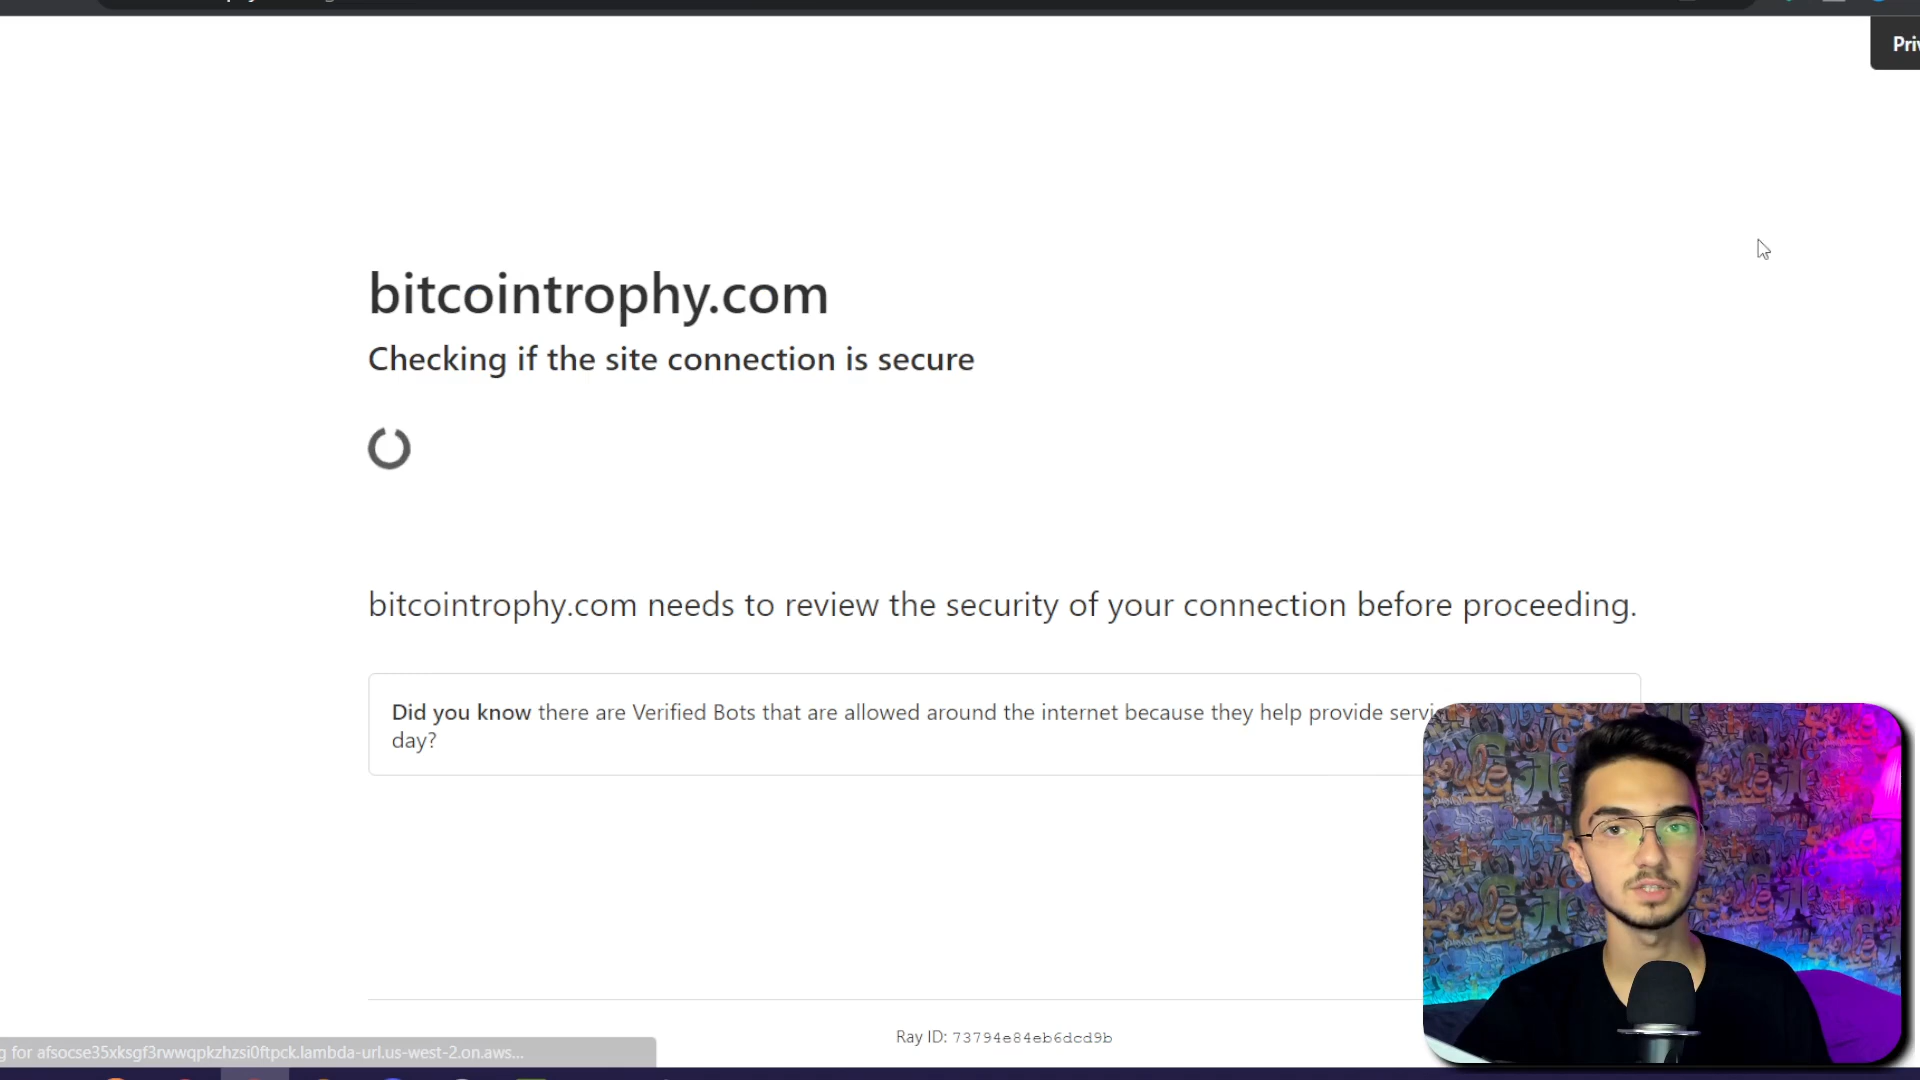 Priv
bitcointrophy.com
Checking if the site connection is secure
bitcointrophy.com needs to review the security of your connection before proceeding.
Did you know there are Verified Bots that are allowed around the internet because they help provide servi
day?
Ray ID: 73794e84eb6dcd9b
g for afsocse35xksgf3rwwqpkzhzsi0ftpck.lambda-url.us-west-2.on.aws...